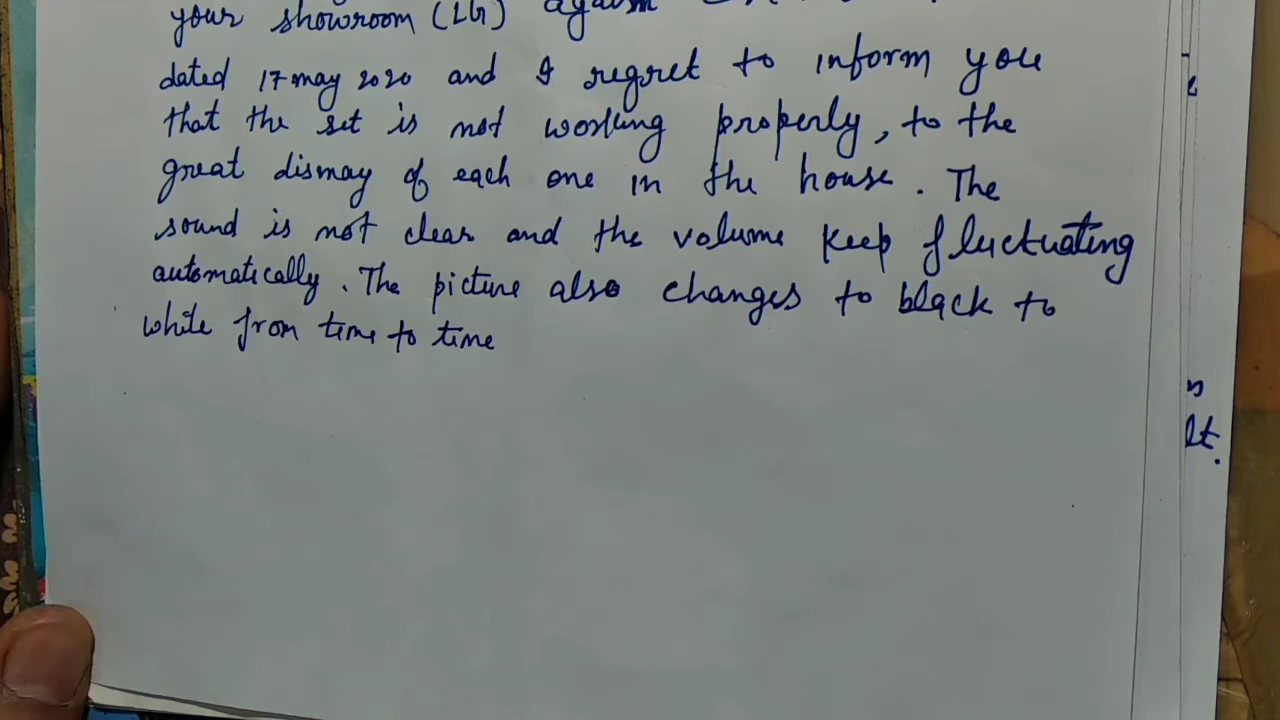 your showroom (LG) against
dated 17 may 2020 and I regret to inform you
that the set is not working properly, to the
great dismay of each one in the house. The
sound is not clear and the volume keep fluctuating
automatically. The picture also changes to black to
white from time to time
lt.